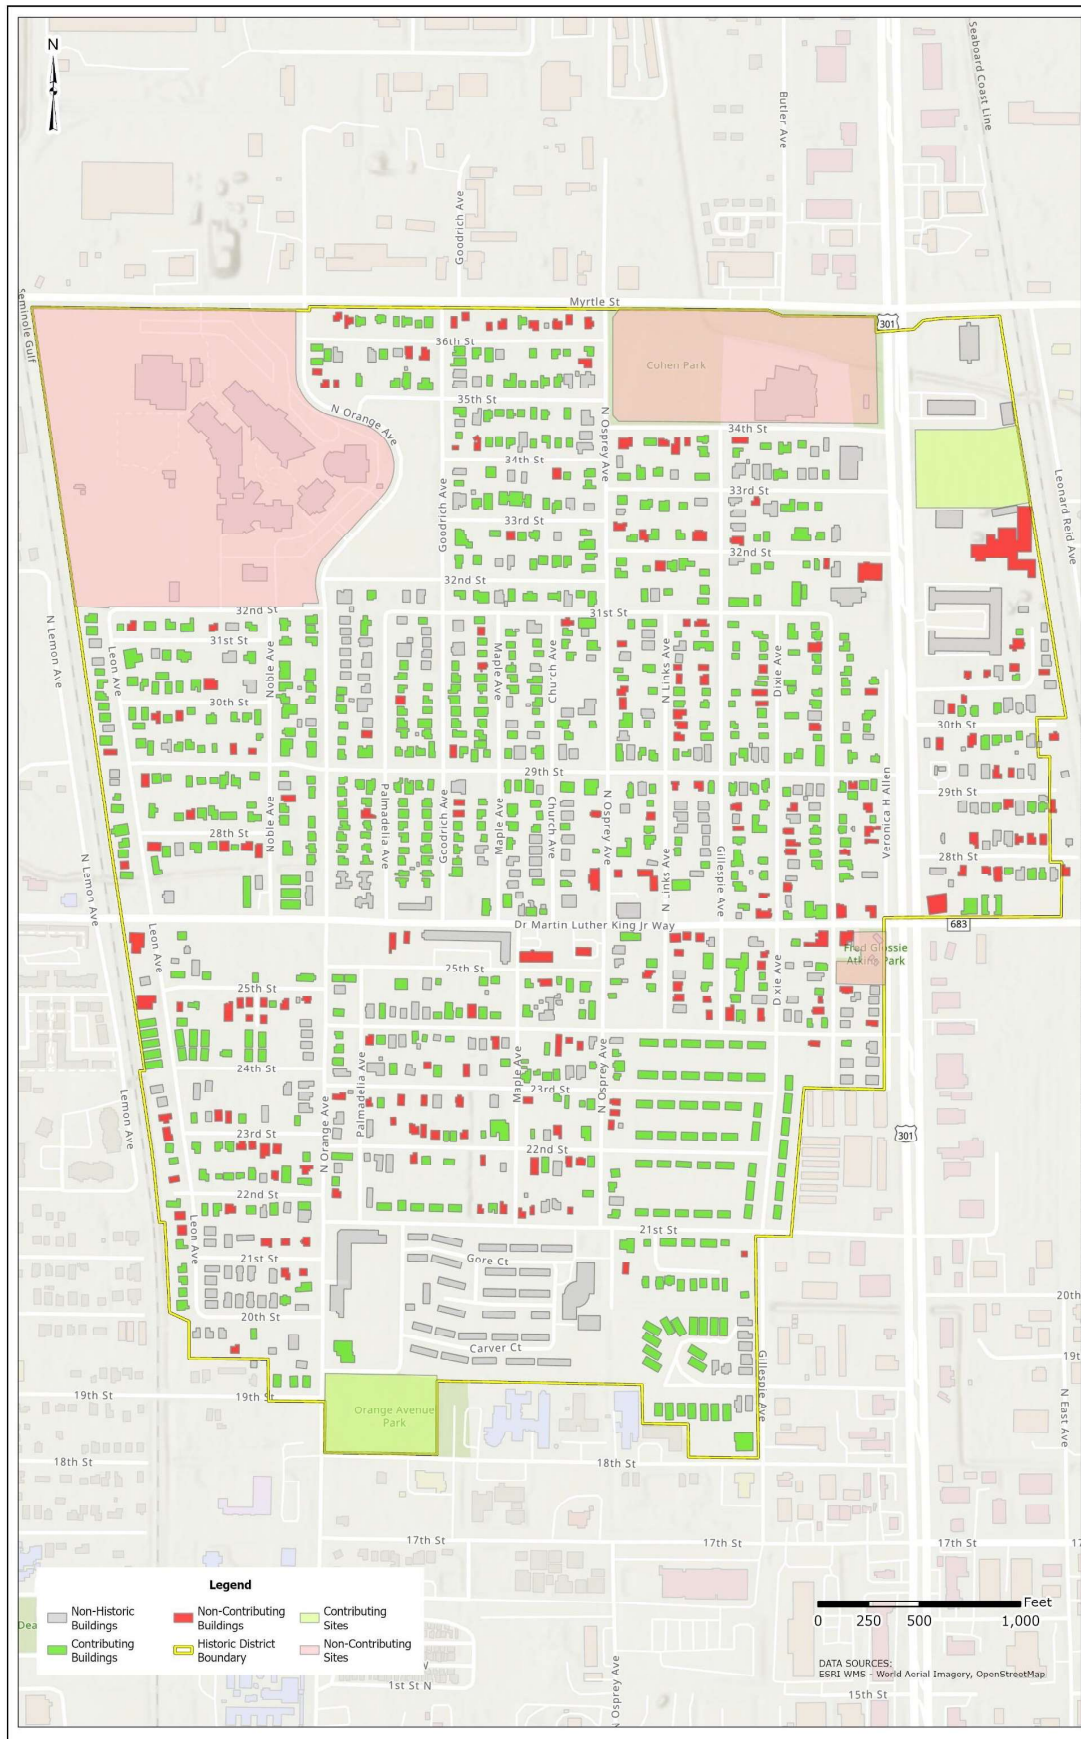 N
Seaboard Coast Line
Butler Ave
Goodrich Ave
Seminole Gulf
Myrtle St
301
36th St
Cohen Park
35th St
N Orange Ave
N Osprey Ave
34th St
34th St
Leonard Reid Ave
33rd St
Goodrich Ave
33rd St
32nd St
32nd St
32nd St
31st St
N Lemon Ave
31st St
Leon Ave
Noble Ave
Maple Ave
Church Ave
N Links Ave
Dixie Ave
30th St
30th St
29th St
Veronica H Allen
29th St
Palmadelia Ave
Goodrich Ave
Maple Ave
Church Ave
N Osprey Ave
Noble Ave
28th St
28th St
N Lemon Ave
N Links Ave
Gillespie Ave
Dr Martin Luther King Jr Way
683
Leon Ave
Fred Glossie
Atkins Park
25th St
25th St
Dixie Ave
24th St
Palmadelia Ave
Maple Ave
N Osprey Ave
23rd St
Lemon Ave
N Orange Ave
23rd St
301
22nd St
22nd St
Leon Ave
21st St
21st St
Gore Ct
20th St
20th
Carver Ct
Gillespie Ave
19t
19th St
19th St
Orange Avenue
Park
N East Ave
18th St
18th St
17th St
17th St
17th St
17
Legend
Non-Historic
Buildings
Non-Contributing
Buildings
Contributing
Sites
Contributing
Buildings
Historic District
Boundary
Non-Contributing
Sites
Dea
Feet
0 250 500 1,000
DATA SOURCES:
ESRI WMS - World Aerial Imagery, OpenStreetMap
1st St N
N Osprey Ave
15th St